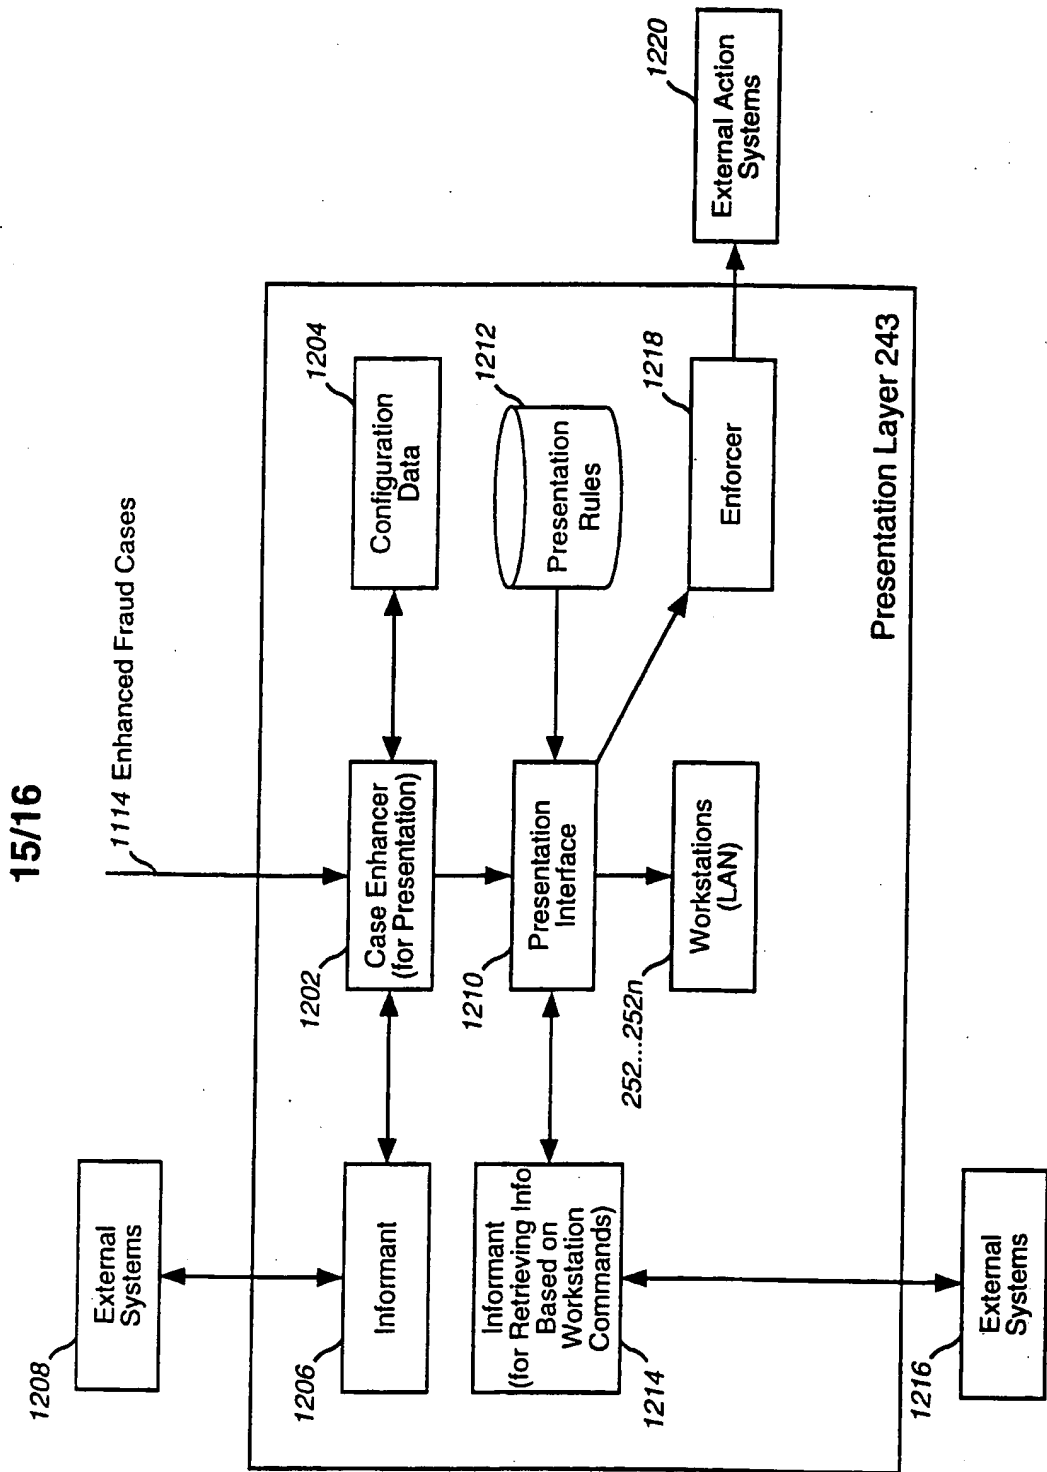 15/16
1114 Enhanced Fraud Cases
1208
External
Systems
1206
Informant
1202
Case Enhancer
(for Presentation)
1204
Configuration
Data
1214
Informant
(for Retrieving Info
Based on
Workstation
Commands)
1210
Presentation
Interface
1212
Presentation
Rules
252...252n
Workstations
(LAN)
1218
Enforcer
1220
External Action
Systems
1216
External
Systems
Presentation Layer 243